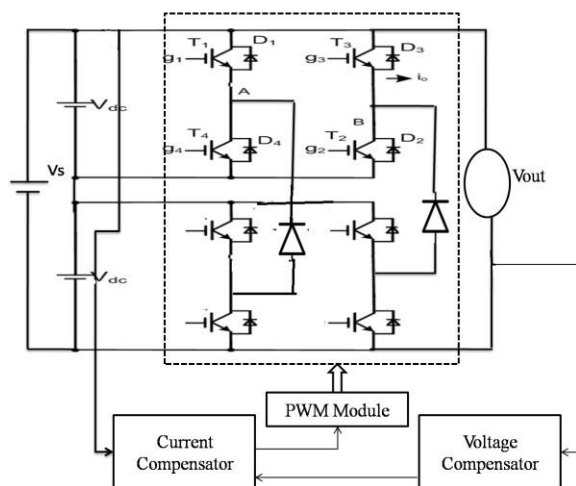 T1
D1
T3
D3
g1
g3
io
A
Vdc
B
T4
D4
T2
D2
g4
g2
Vs
Vout
Vdc
PWM Module
Current
Compensator
Voltage
Compensator